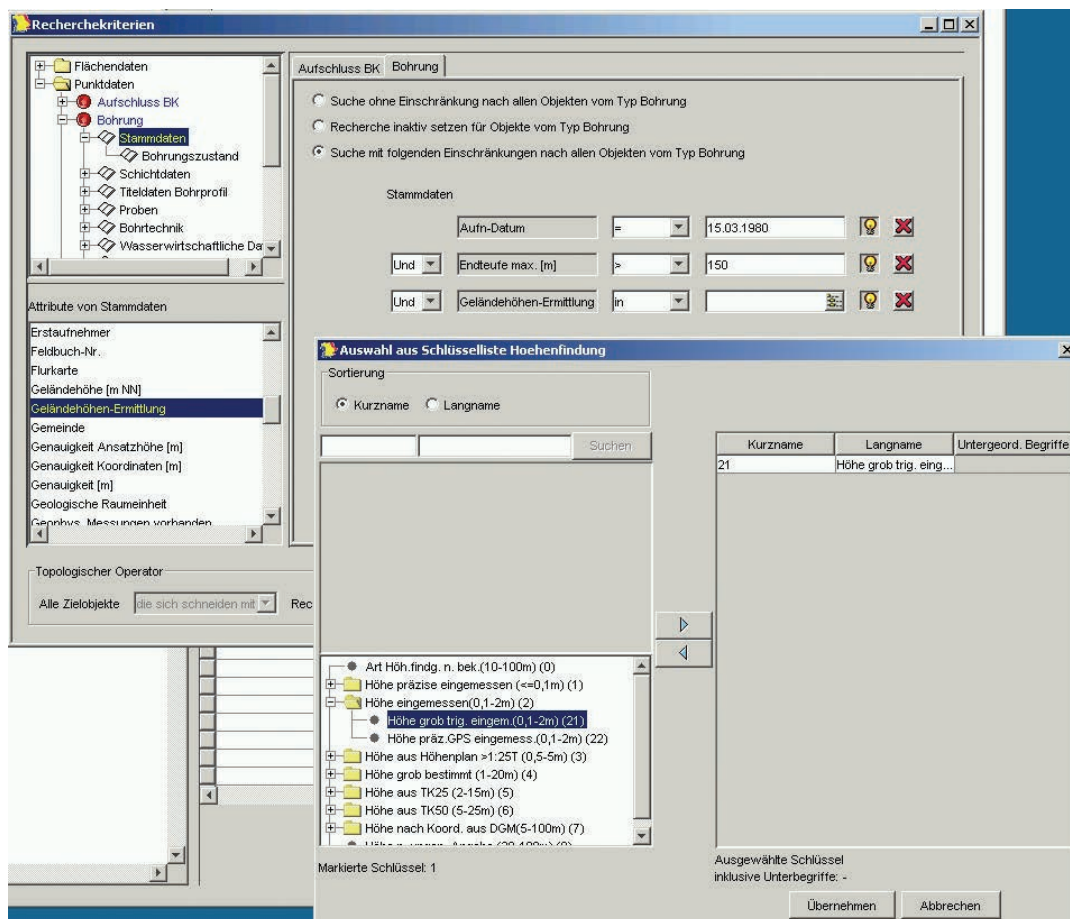 Recherchekriterien
Flächendaten
Punktdaten
Aufschluss BK
Bohrung
Stammdaten
Bohrungszustand
Schichtdaten
Titeldaten Bohrprofil
Proben
Bohrtechnik
Wasserwirtschaftliche Da
Attribute von Stammdaten
Erstaufnehmer
Feldbuch-Nr.
Flurkarte
Geländehöhe [m NN]
Geländehöhen-Ermittlung
Gemeinde
Genauigkeit Ansatzhöhe [m]
Genauigkeit Koordinaten [m]
Genauigkeit [m]
Geologische Raumeinheit
Geophys. Messungen vorhanden
Topologischer Operator
Alle Zielobjekte die sich schneiden mit Rec
Aufschluss BK Bohrung
Suche ohne Einschränkung nach allen Objekten vom Typ Bohrung
Recherche inaktiv setzen für Objekte vom Typ Bohrung
Suche mit folgenden Einschränkungen nach allen Objekten vom Typ Bohrung
Stammdaten
Aufn-Datum = 15.03.1980
Und Endteufe max. [m] > 150
Und Geländehöhen-Ermittlung in
Auswahl aus Schlüsselliste Hoehenfindung
Sortierung
Kurzname Langname
Suchen
Art Höh.findg. n. bek.(10-100m) (0)
Höhe präzise eingemessen (<=0,1m) (1)
Höhe eingemessen(0,1-2m) (2)
Höhe grob trig. eingem.(0,1-2m) (21)
Höhe präz.GPS eingemess.(0,1-2m) (22)
Höhe aus Höhenplan >1:25T (0,5-5m) (3)
Höhe grob bestimmt (1-20m) (4)
Höhe aus TK25 (2-15m) (5)
Höhe aus TK50 (5-25m) (6)
Höhe nach Koord. aus DGM(5-100m) (7)
Markierte Schlüssel: 1
Kurzname Langname Untergeord. Begriffe
21 Höhe grob trig. eing...
Ausgewählte Schlüssel
inklusive Unterbegriffe: -
Übernehmen Abbrechen